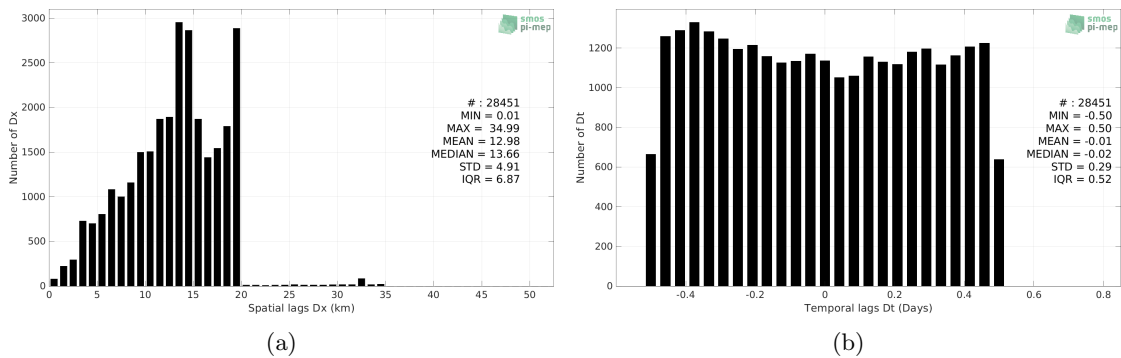 3000
2500
2000
1500
1000
500
0
Number of Dx
smos
pi-mep
# : 28451
MIN = 0.01
MAX = 34.99
MEAN = 12.98
MEDIAN = 13.66
STD = 4.91
IQR = 6.87
0 5 10 15 20 25 30 35 40 45 50
Spatial lags Dx (km)
(a)
1200
1000
800
600
400
200
0
Number of Dt
smos
pi-mep
# : 28451
MIN = -0.50
MAX = 0.50
MEAN = -0.01
MEDIAN = -0.02
STD = 0.29
IQR = 0.52
-0.4 -0.2 0 0.2 0.4 0.6 0.8
Temporal lags Dt (Days)
(b)